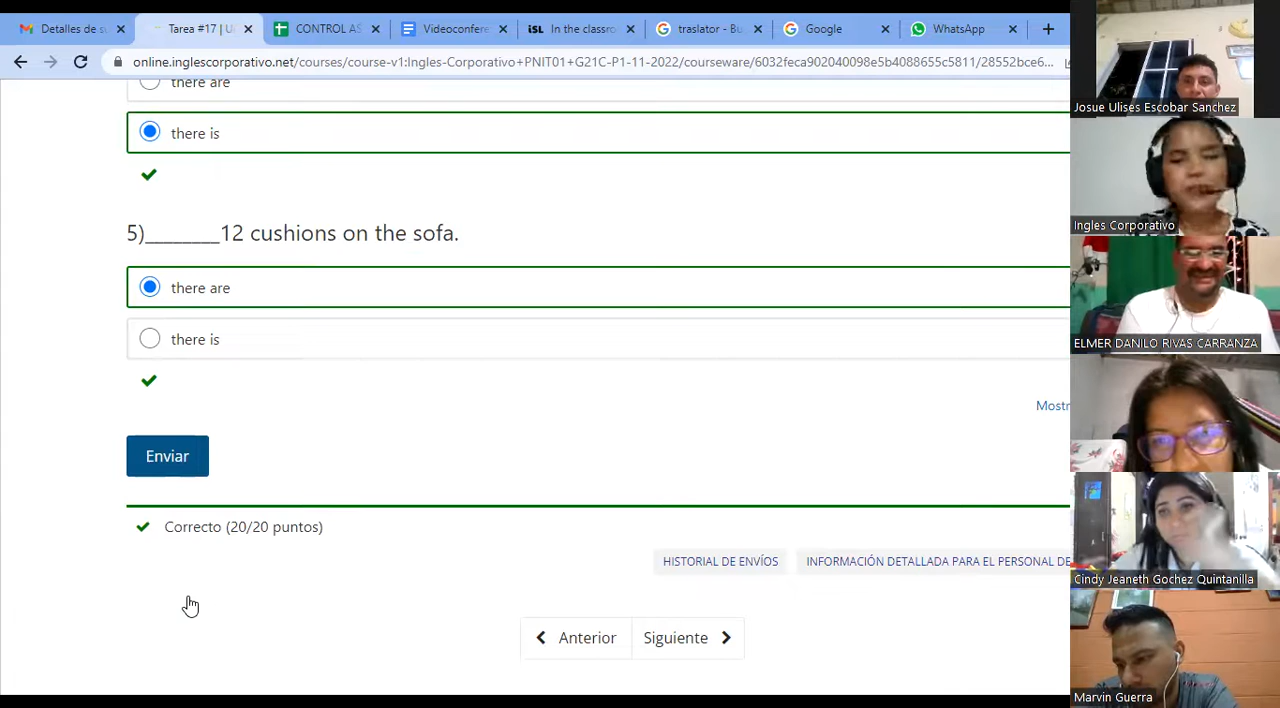 Detalles de su
Tarea #17 | U
CONTROL AS
Videoconfere
iSL In the classro
traslator - Bu
Google
WhatsApp
online.inglescorporativo.net/courses/course-v1:Ingles-Corporativo+PNITD1+G21C-P1-11-2022/courseware/6032feca902040098e5b4088655c5811/28552bce6...
there are
there is
5)________12 cushions on the sofa.
there are
there is
Mostr
Enviar
Correcto (20/20 puntos)
HISTORIAL DE ENVÍOS
INFORMACIÓN DETALLADA PARA EL PERSONAL DE
Anterior
Siguiente
Josue Ulises Escobar Sanchez
Ingles Corporativo
ELMER DANILO RIVAS CARRANZA
Cindy Jeaneth Gochez Quintanilla
Marvin Guerra